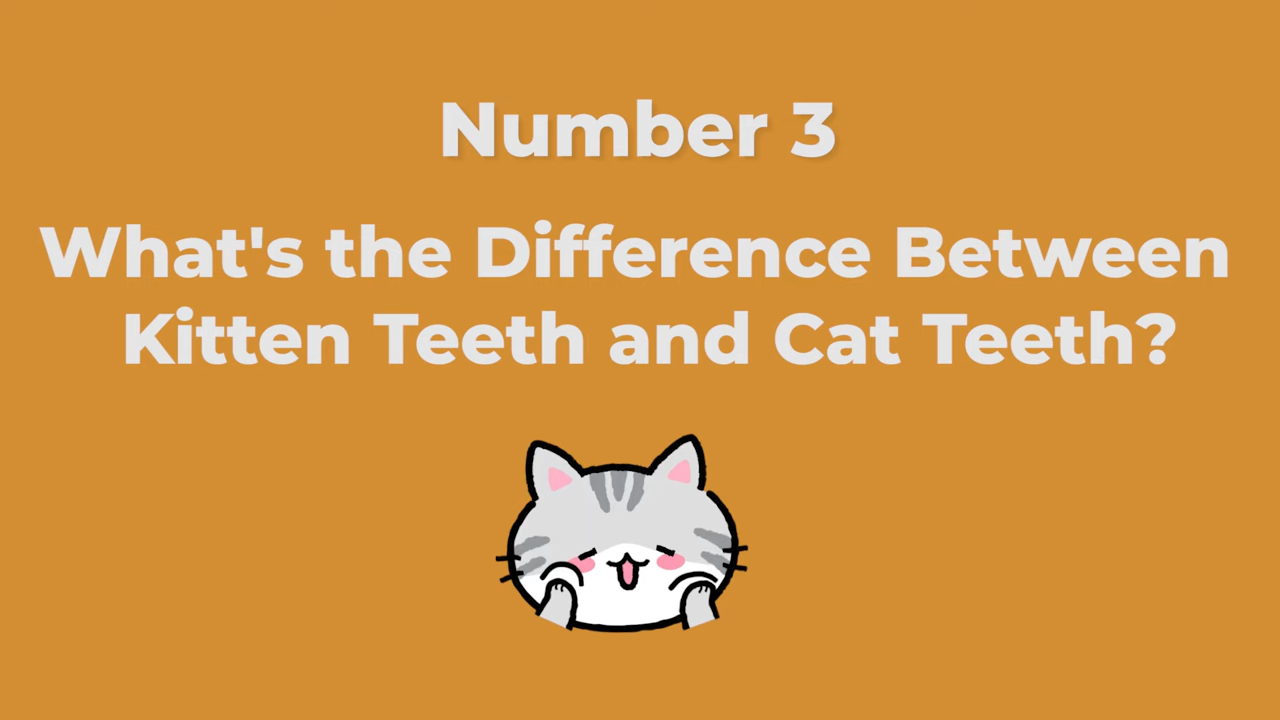 Number 3
What's the Difference Between
Kitten Teeth and Cat Teeth?